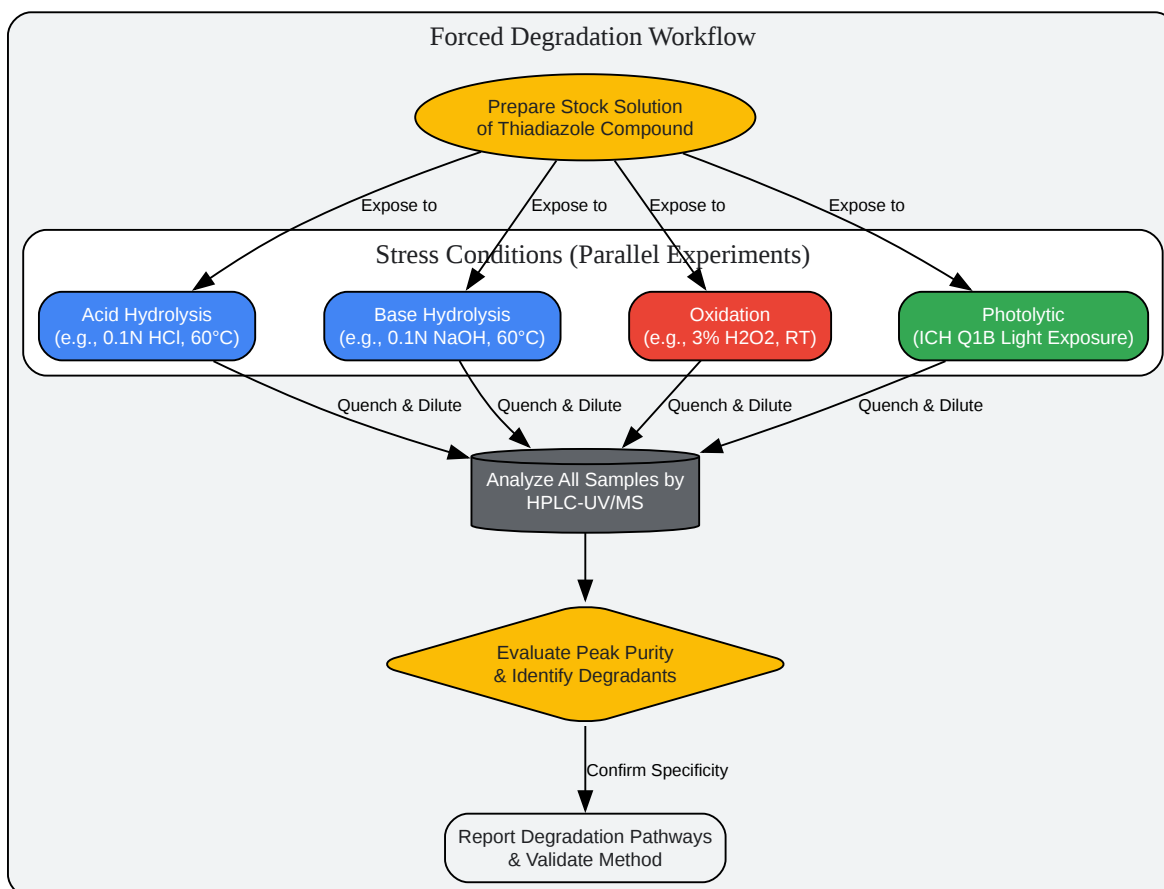 Forced Degradation Workflow
Prepare Stock Solution
of Thiadiazole Compound
Expose to
Expose to
Expose to
Expose to
Stress Conditions (Parallel Experiments)
Acid Hydrolysis
(e.g., 0.1N HCl, 60°C)
Base Hydrolysis
(e.g., 0.1N NaOH, 60°C)
Oxidation
(e.g., 3% H2O2, RT)
Photolytic
(ICH Q1B Light Exposure)
Quench & Dilute
Quench & Dilute
Quench & Dilute
Quench & Dilute
Analyze All Samples by
HPLC-UV/MS
Evaluate Peak Purity
& Identify Degradants
Confirm Specificity
Report Degradation Pathways
& Validate Method